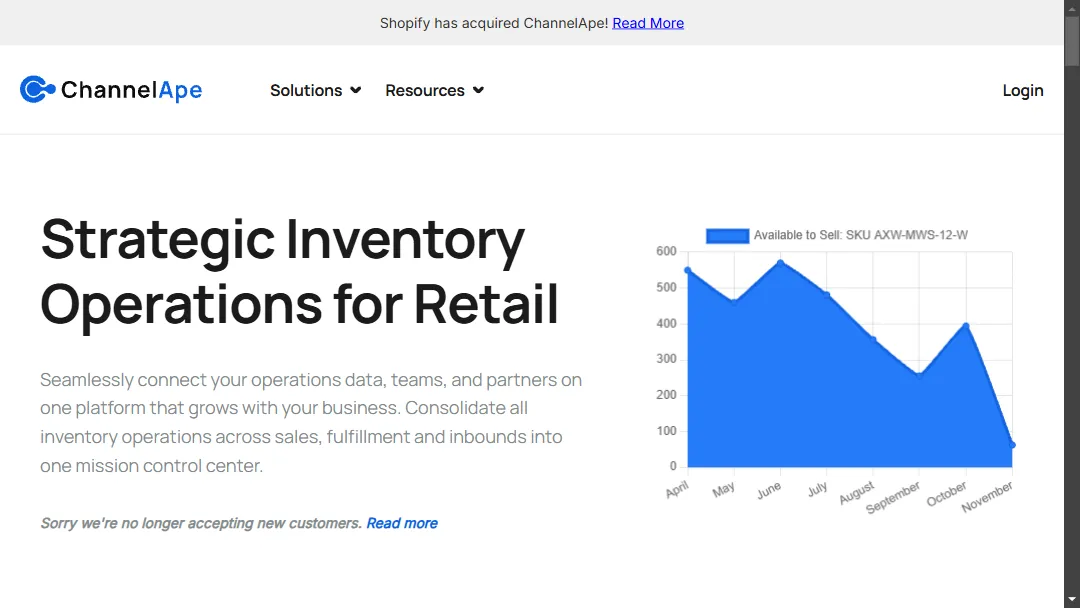 Shopify has acquired ChannelApe! Read More
ChannelApe
Solutions
Resources
Login
Strategic Inventory
Operations for Retail
Seamlessly connect your operations data, teams, and partners on
one platform that grows with your business. Consolidate all
inventory operations across sales, fulfillment and inbounds into
one mission control center.
Sorry we're no longer accepting new customers. Read more
Available to Sell: SKU AXW-MWS-12-W
600
500
400
300
200
100
0
April
May
June
July
August
September
October
November